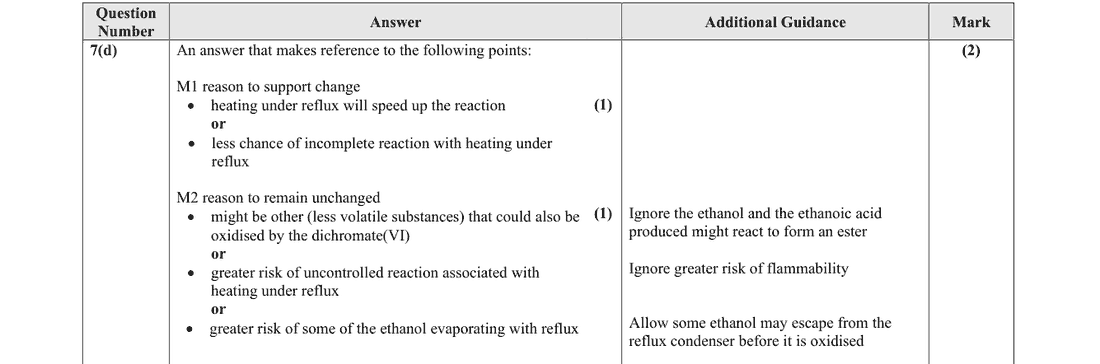 Question
Number
Answer
Additional Guidance
Mark
7(d)
An answer that makes reference to the following points:
(2)
M1 reason to support change
• heating under reflux will speed up the reaction (1)
or
• less chance of incomplete reaction with heating under
reflux
M2 reason to remain unchanged
• might be other (less volatile substances) that could also be (1)
oxidised by the dichromate(VI)
or
• greater risk of uncontrolled reaction associated with
heating under reflux
or
• greater risk of some of the ethanol evaporating with reflux
Ignore the ethanol and the ethanoic acid
produced might react to form an ester
Ignore greater risk of flammability
Allow some ethanol may escape from the
reflux condenser before it is oxidised